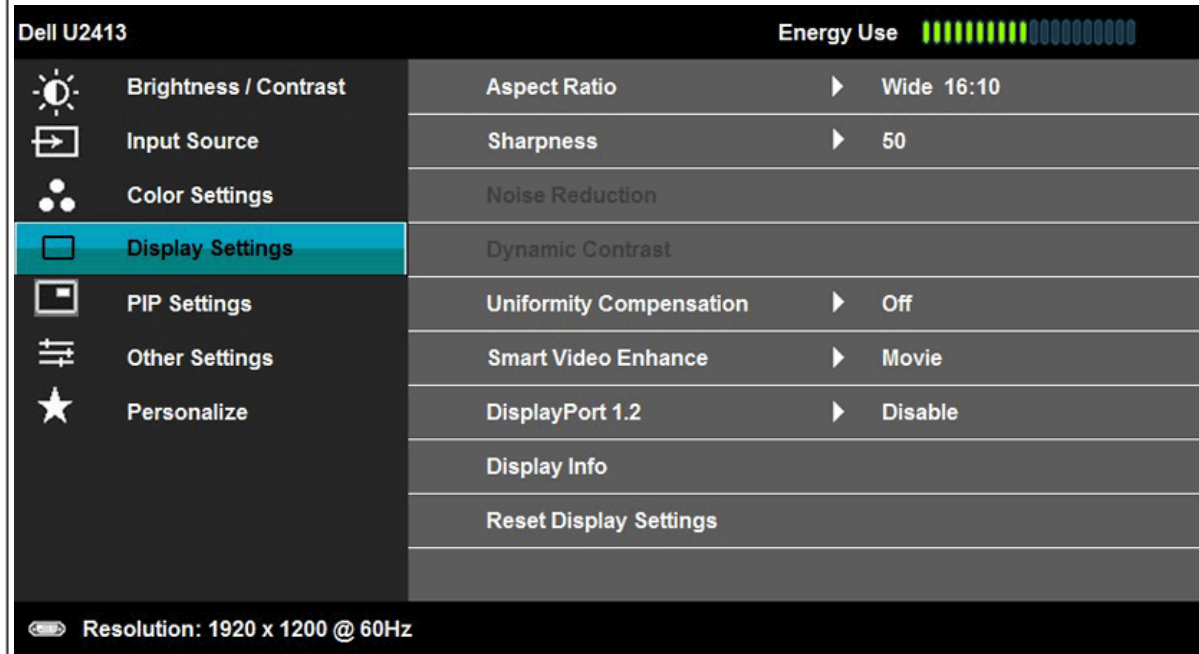 Dell U2413 Energy Use
Brightness / Contrast
Input Source
Color Settings
Display Settings
PIP Settings
Other Settings
Personalize
Aspect Ratio Wide 16:10
Sharpness 50
Noise Reduction
Dynamic Contrast
Uniformity Compensation Off
Smart Video Enhance Movie
DisplayPort 1.2 Disable
Display Info
Reset Display Settings
Resolution: 1920 x 1200 @ 60Hz